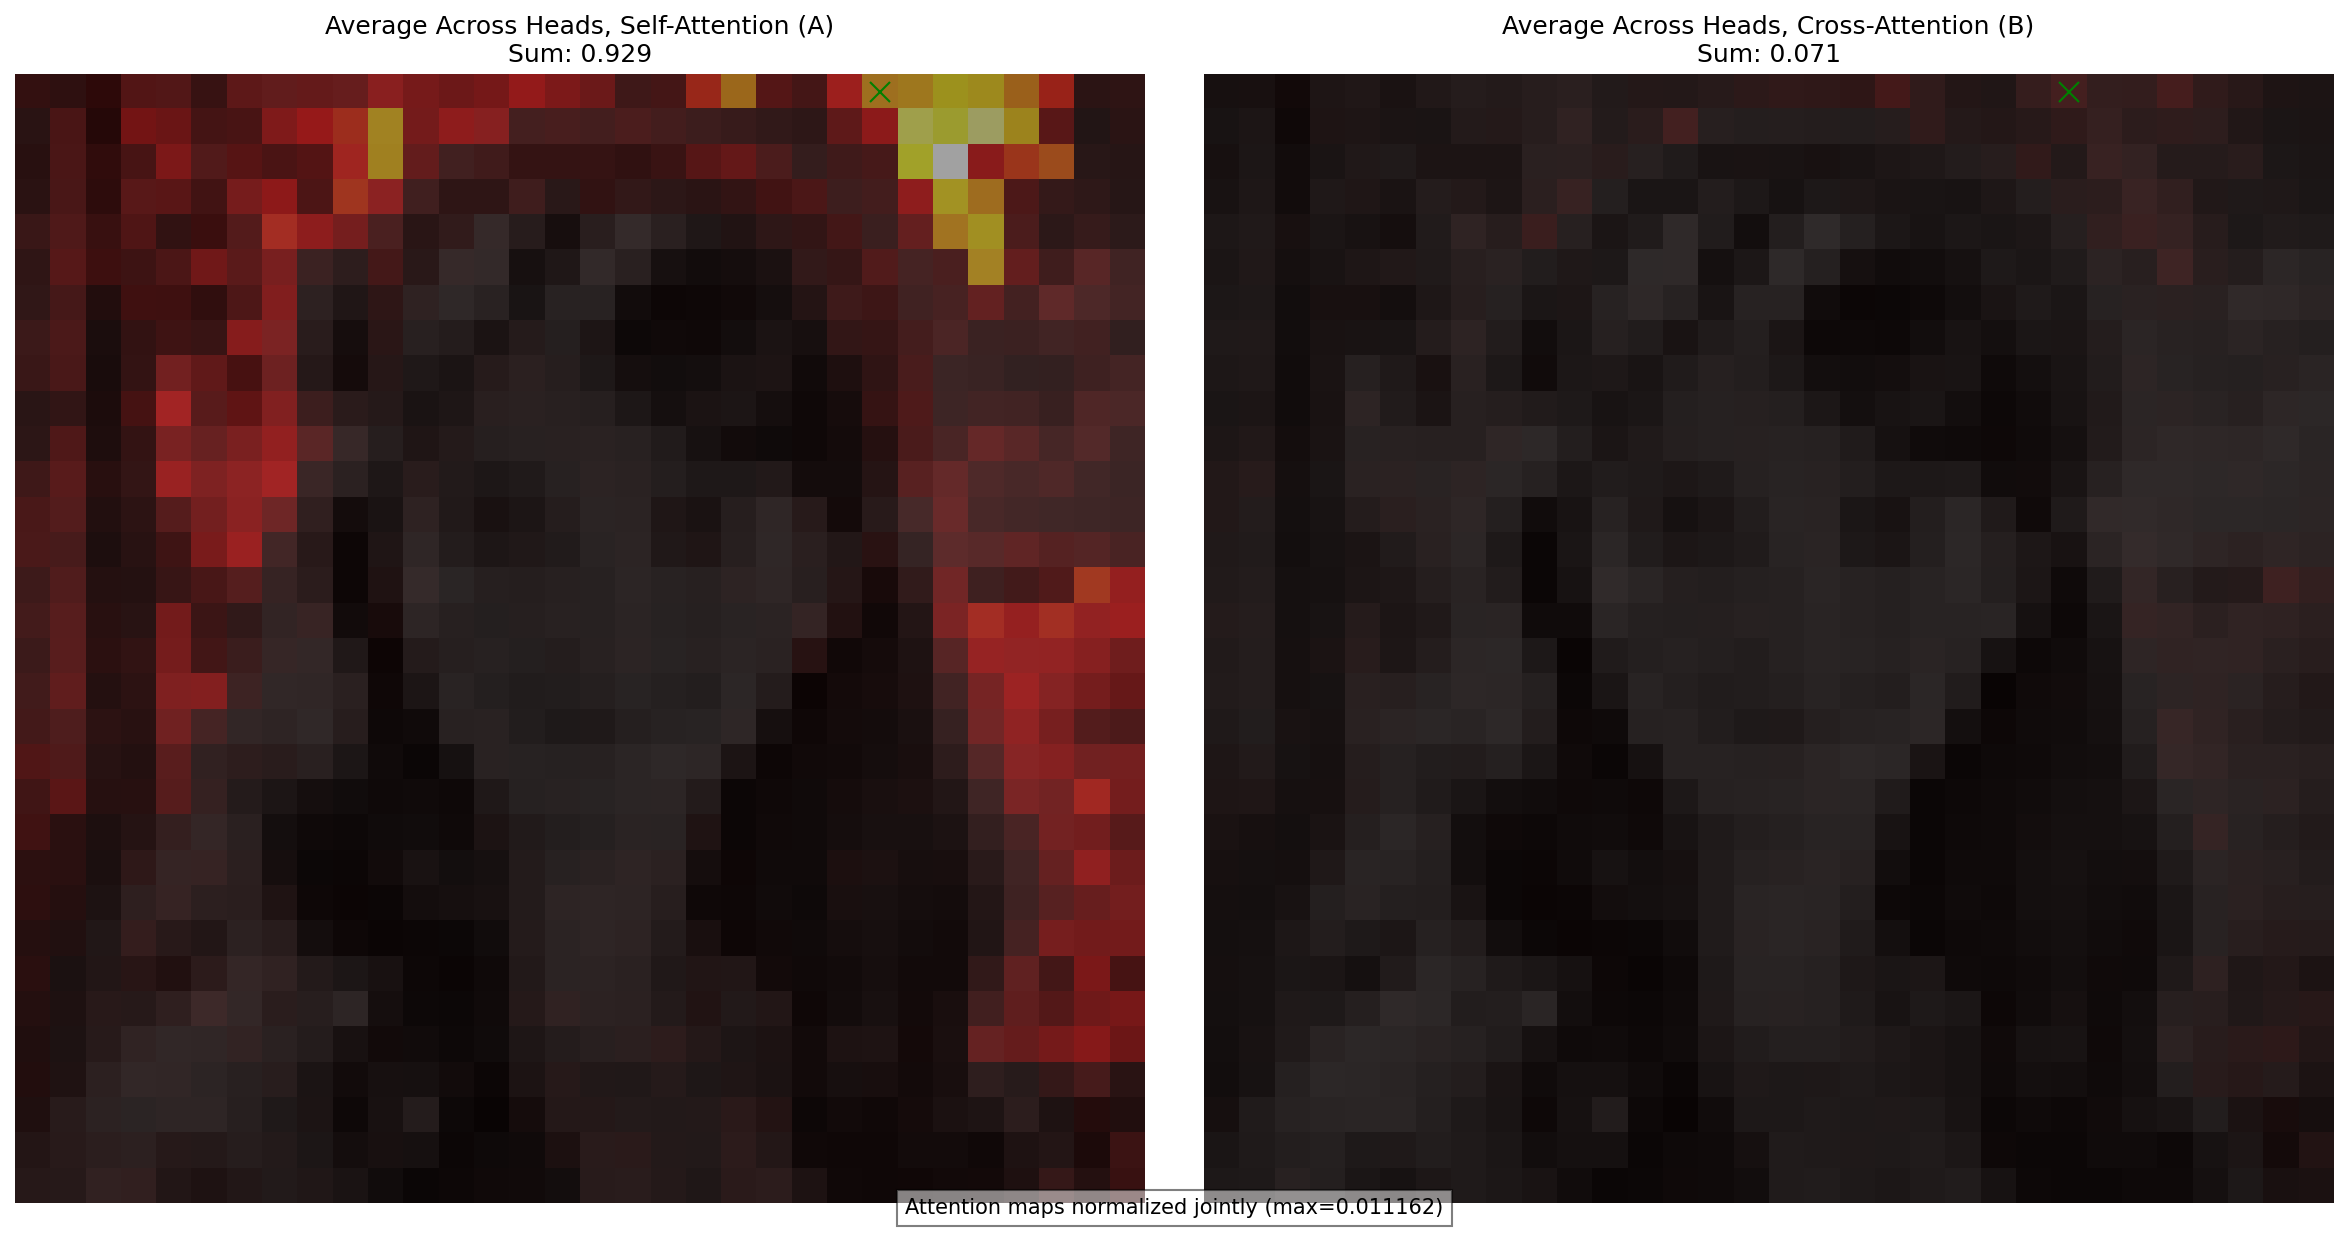 Average Across Heads, Self-Attention (A)
Sum: 0.929
Average Across Heads, Cross-Attention (B)
Sum: 0.071
Attention maps normalized jointly (max=0.011162)